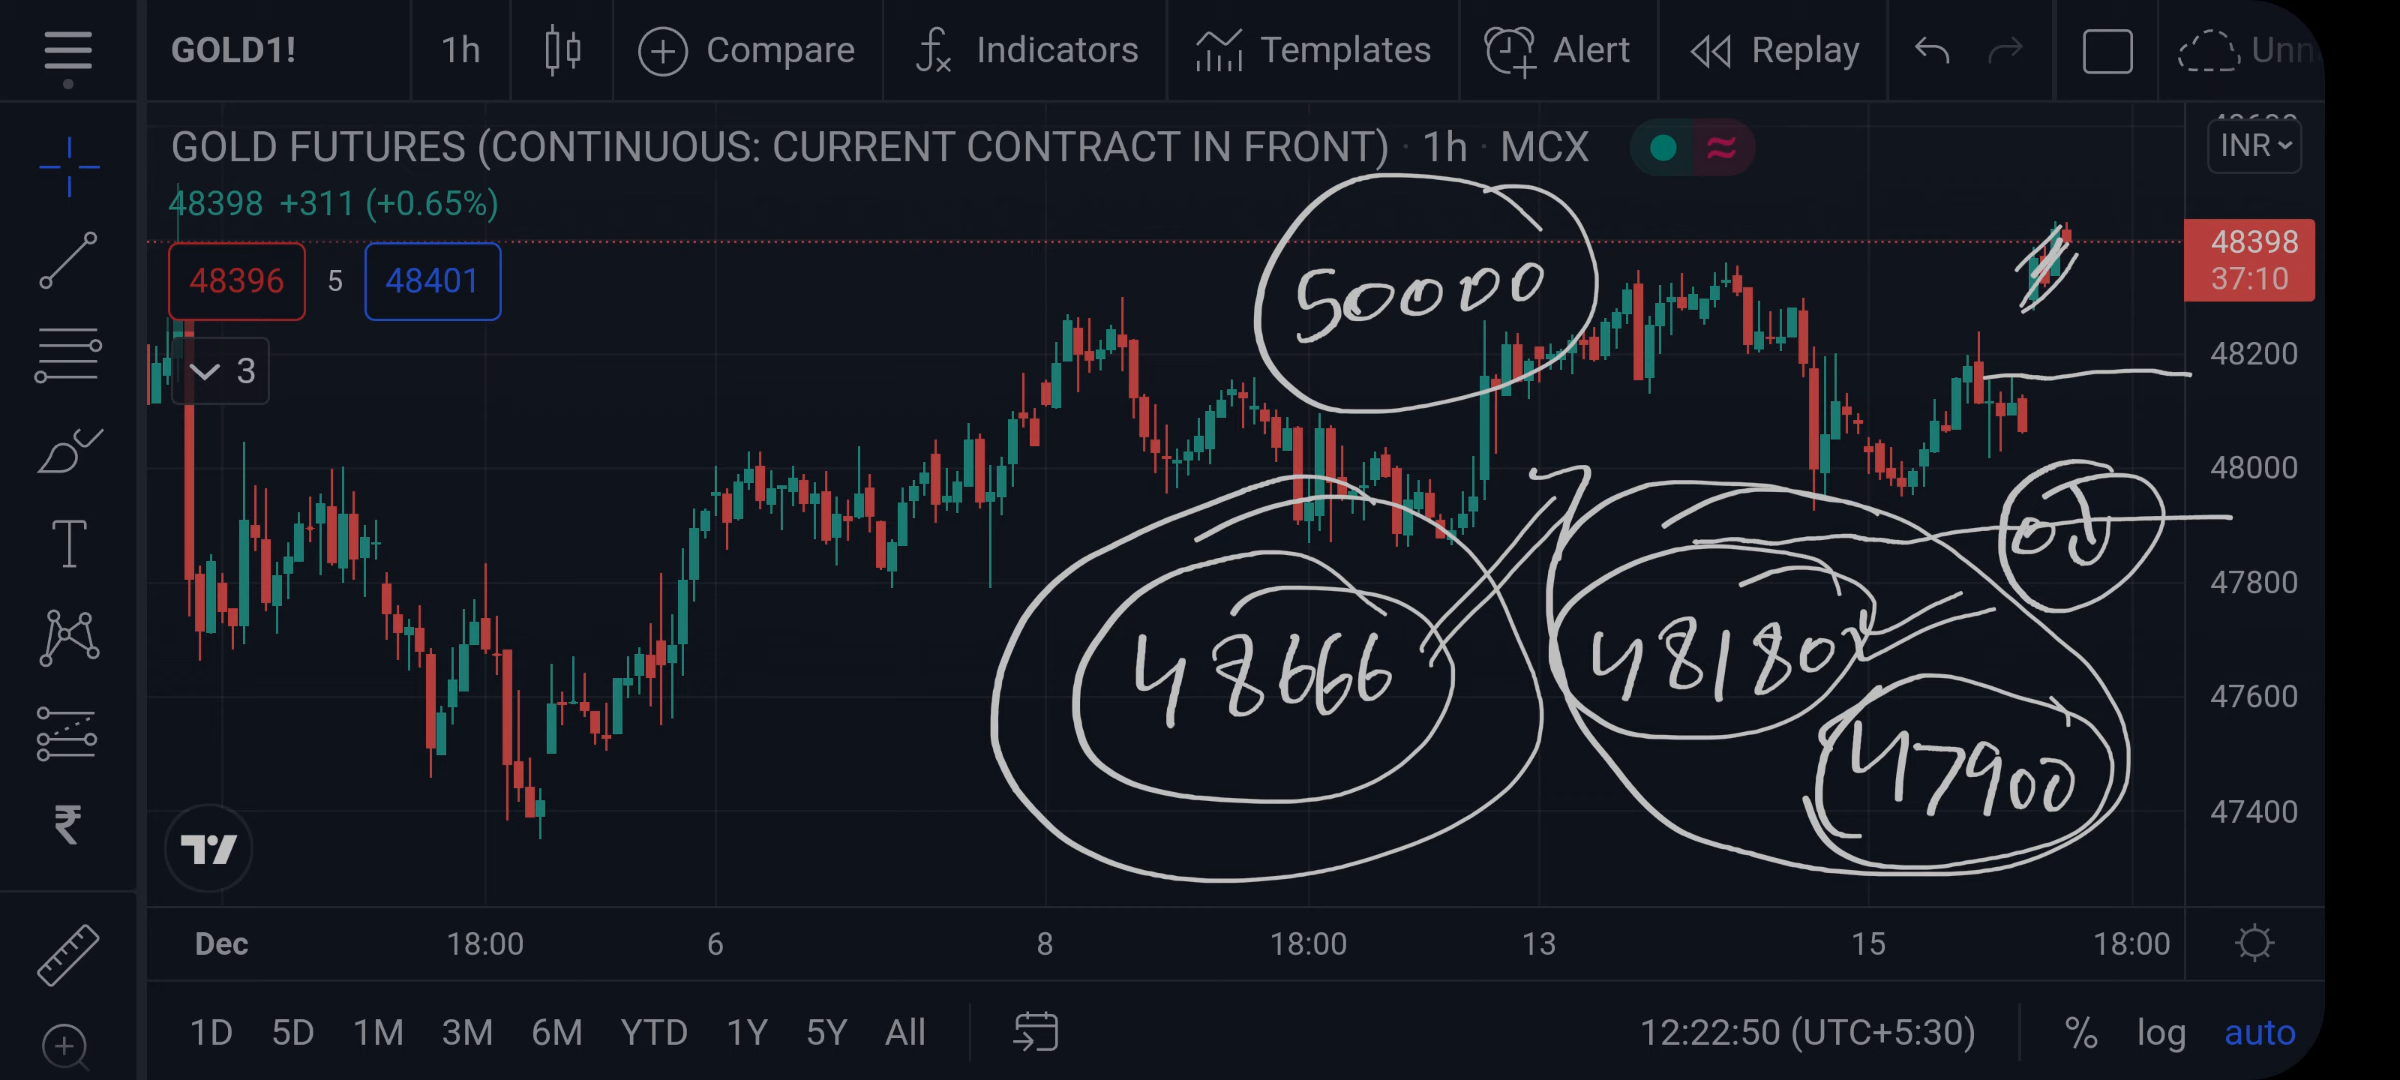 GOLD1! 1h Compare Indicators Templates Alert Replay
GOLD FUTURES (CONTINUOUS: CURRENT CONTRACT IN FRONT) · 1h · MCX
INR
48398 +311 (+0.65%)
48396 5 48401
48398
37:10
3
50000
48200
48000
47800
47600
47400
48666
48180
47900
Dec 18:00 6 8 18:00 13 15 18:00
1D 5D 1M 3M 6M YTD 1Y 5Y All 12:22:50 (UTC+5:30) % log auto